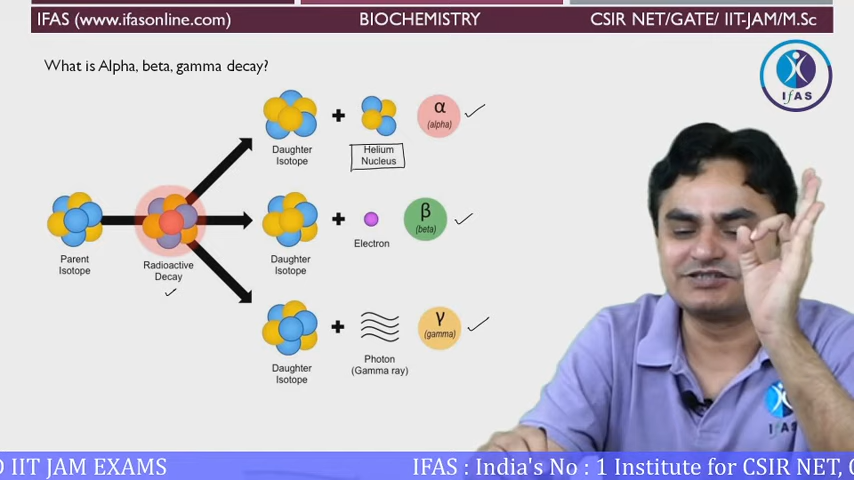 IFAS (www.ifasonline.com)
BIOCHEMISTRY
CSIR NET/GATE/ IIT-JAM/M.Sc
What is Alpha, beta, gamma decay?
IfAS
Daughter
Isotope
+
Helium
Nucleus
α
(alpha)
Parent
Isotope
Radioactive
Decay
Daughter
Isotope
+
Electron
β
(beta)
Daughter
Isotope
+
Photon
(Gamma ray)
γ
(gamma)
IfAS
IIT JAM EXAMS
IFAS : India's No : 1 Institute for CSIR NET,